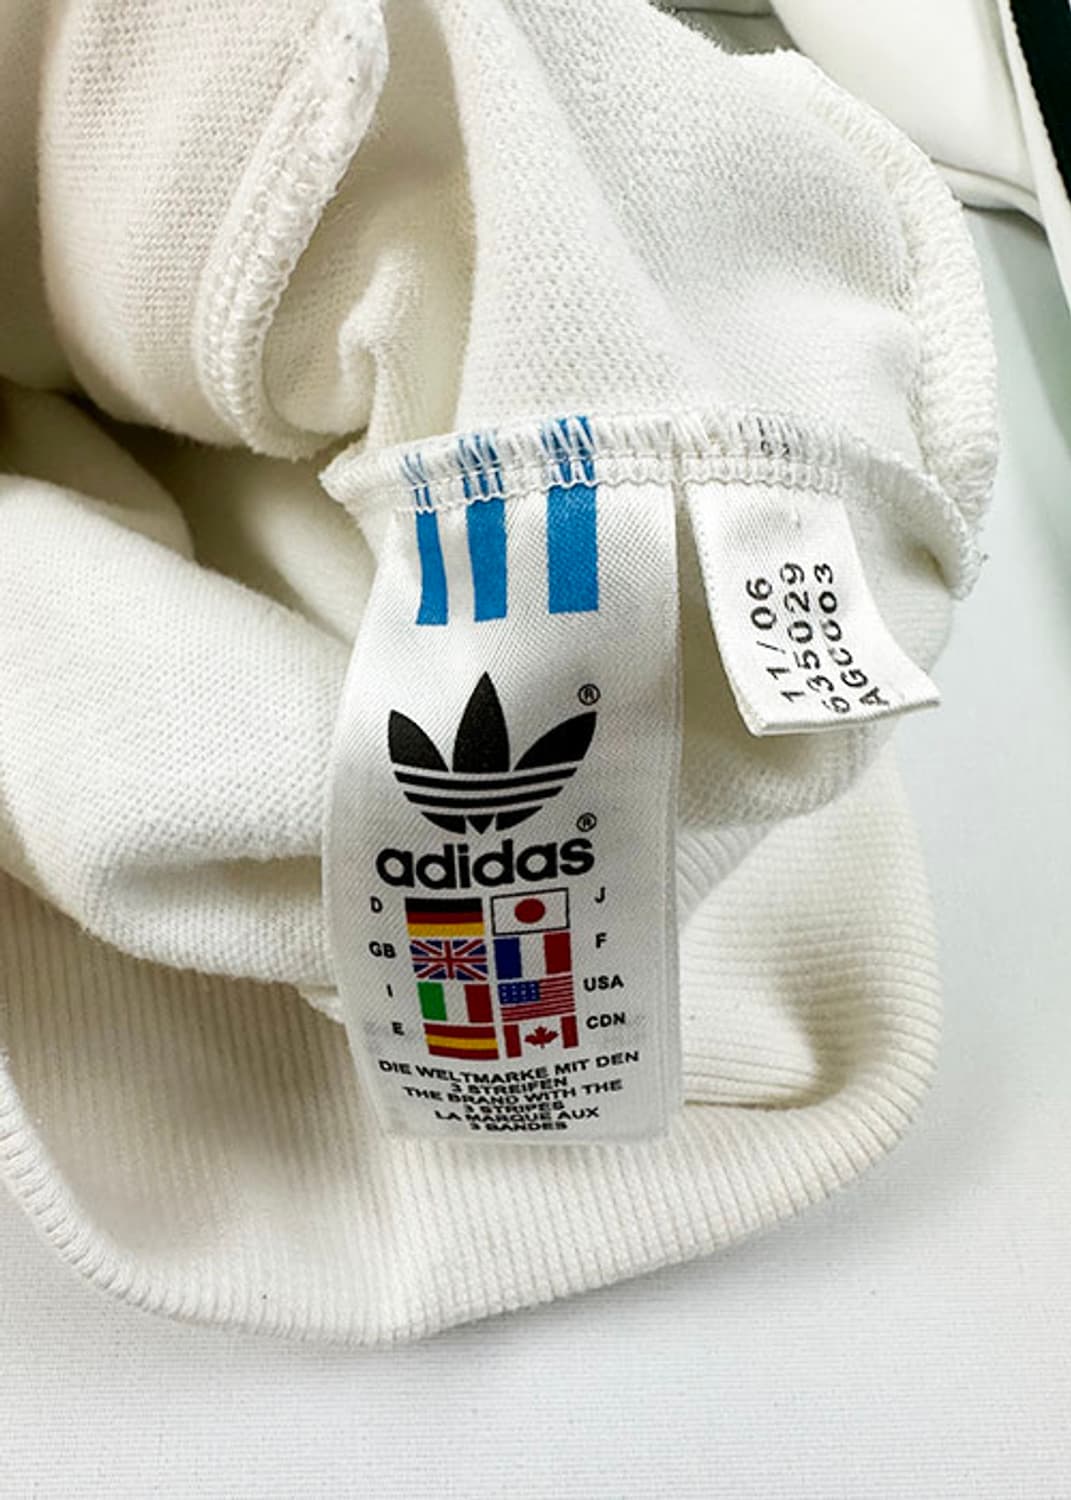 11/06
635029
AGCC03
®
®
adidas
D J
GB F
I USA
E CDN
DIE WELTMARKE MIT DEN
3 STREIFEN
THE BRAND WITH THE
3 STRIPES
LA MARQUE AUX
3 BANDES